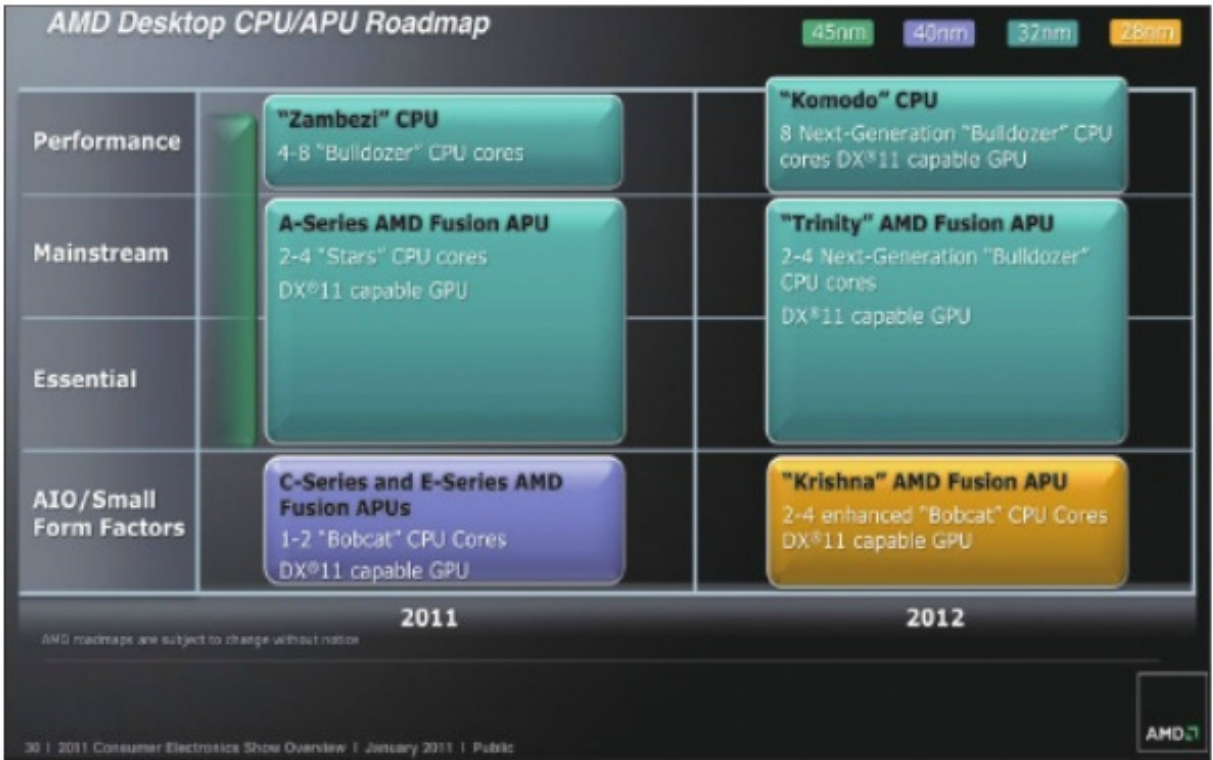 AMD Desktop CPU/APU Roadmap
45nm 40nm 32nm 28nm
Performance
"Zambezi" CPU
4-8 "Bulldozer" CPU cores
"Komodo" CPU
8 Next-Generation "Bulldozer" CPU
cores DX®11 capable GPU
Mainstream
A-Series AMD Fusion APU
2-4 "Stars" CPU cores
DX®11 capable GPU
"Trinity" AMD Fusion APU
2-4 Next-Generation "Bulldozer"
CPU cores
DX®11 capable GPU
Essential
AIO/Small
Form Factors
C-Series and E-Series AMD
Fusion APUs
1-2 "Bobcat" CPU Cores
DX®11 capable GPU
"Krishna" AMD Fusion APU
2-4 enhanced "Bobcat" CPU Cores
DX®11 capable GPU
2011
2012
AMD roadmaps are subject to change without notice
30 | 2011 Consumer Electronics Show Overview | January 2011 | Public
AMD